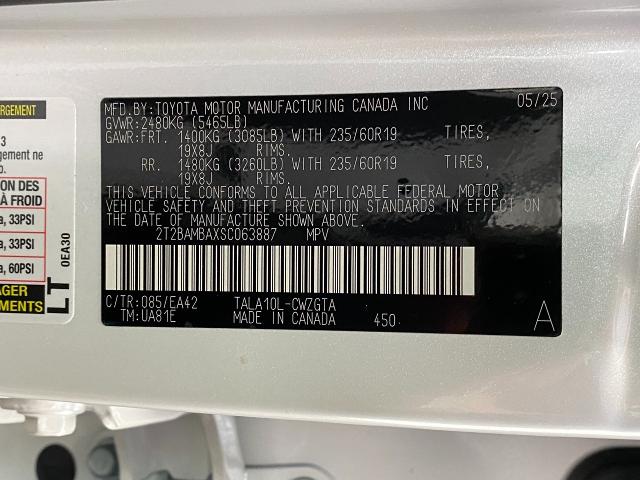 MFD.BY:TOYOTA MOTOR MANUFACTURING CANADA INC 05/25
GVWR:2480KG (5465LB)
GAWR:FRT. 1400KG (3085LB) WITH 235/60R19 TIRES,
19X8J RIMS.
RR. 1480KG (3260LB) WITH 235/60R19 TIRES,
19X8J RIMS.
THIS VEHICLE CONFORMS TO ALL APPLICABLE FEDERAL MOTOR
VEHICLE SAFETY AND THEFT PREVENTION STANDARDS IN EFFECT ON
THE DATE OF MANUFACTURE SHOWN ABOVE.
2T2BAMBAXSC063887 MPV
C/TR:085/EA42 TALA10L-CWZGTA
TM:UA81E MADE IN CANADA 450
A
3
gement ne
ION DES
À FROID
a, 33PSI
a, 33PSI
a, 60PSI
LT
0EA30